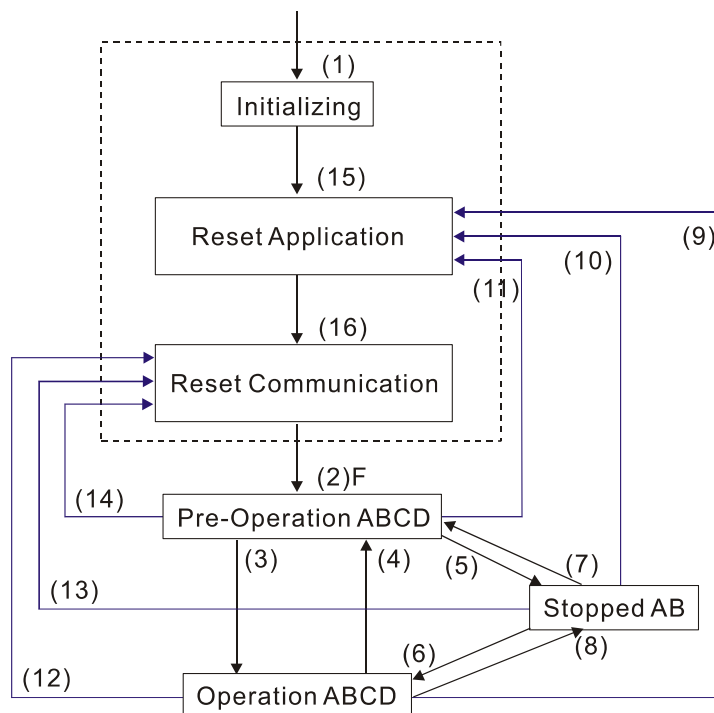 (1)
Initializing
(15)
Reset Application
(9)
(10)
(11)
(16)
Reset Communication
(2)F
(14)
Pre-Operation ABCD
(3)
(4)
(5)
(7)
(13)
Stopped AB
(6)
(8)
(12)
Operation ABCD